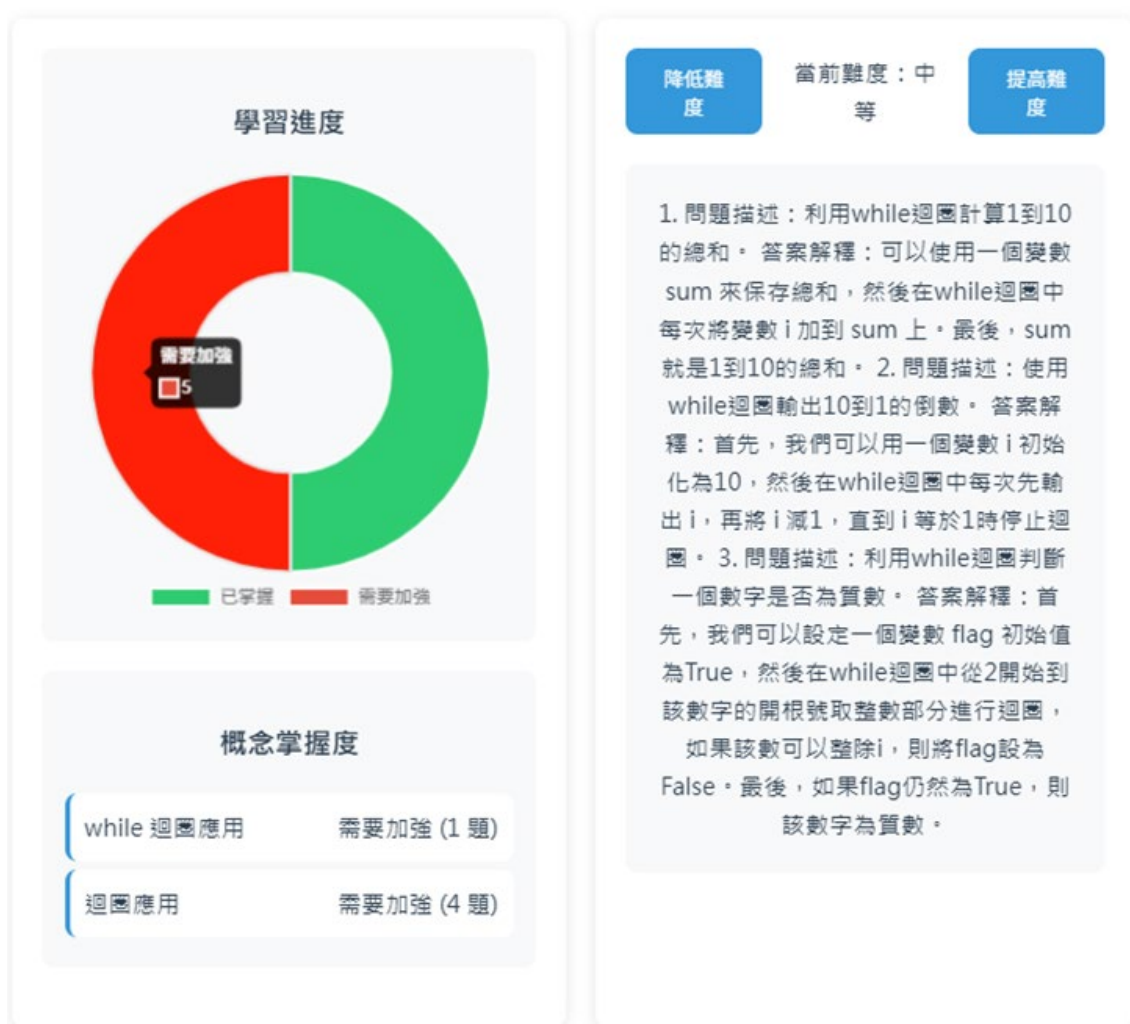 學習進度
需要加強
5
已掌握 需要加強
概念掌握度
while 迴圈應用 需要加強 (1 題)
迴圈應用 需要加強 (4 題)
降低難
度
當前難度：中
等
提高難
度
1. 問題描述：利用while迴圈計算1到10
的總和。 答案解釋：可以使用一個變數
sum 來保存總和，然後在while迴圈中
每次將變數 i 加到 sum 上。最後，sum
就是1到10的總和。 2. 問題描述：使用
while迴圈輸出10到1的倒數。 答案解
釋：首先，我們可以用一個變數 i 初始
化為10，然後在while迴圈中每次先輸
出 i，再將 i 減1，直到 i 等於1時停止迴
圈。 3. 問題描述：利用while迴圈判斷
一個數字是否為質數。 答案解釋：首
先，我們可以設定一個變數 flag 初始值
為True，然後在while迴圈中從2開始到
該數字的開根號取整數部分進行迴圈，
如果該數可以整除i，則將flag設為
False。最後，如果flag仍然為True，則
該數字為質數。